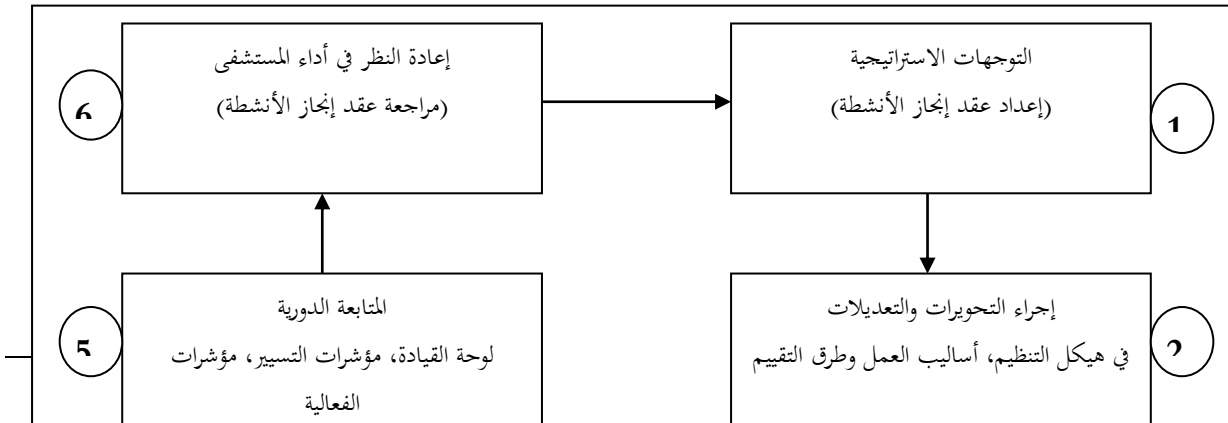 التوجهات الاستراتيجية
(إعداد عقد إنجاز الأنشطة)
1
إعادة النظر في أداء المستشفى
(مراجعة عقد إنجاز الأنشطة)
6
إجراء التحويرات والتعديلات
في هيكل التنظيم، أساليب العمل وطرق التقييم
2
المتابعة الدورية
لوحة القيادة، مؤشرات التسيير، مؤشرات
الفعالية
5